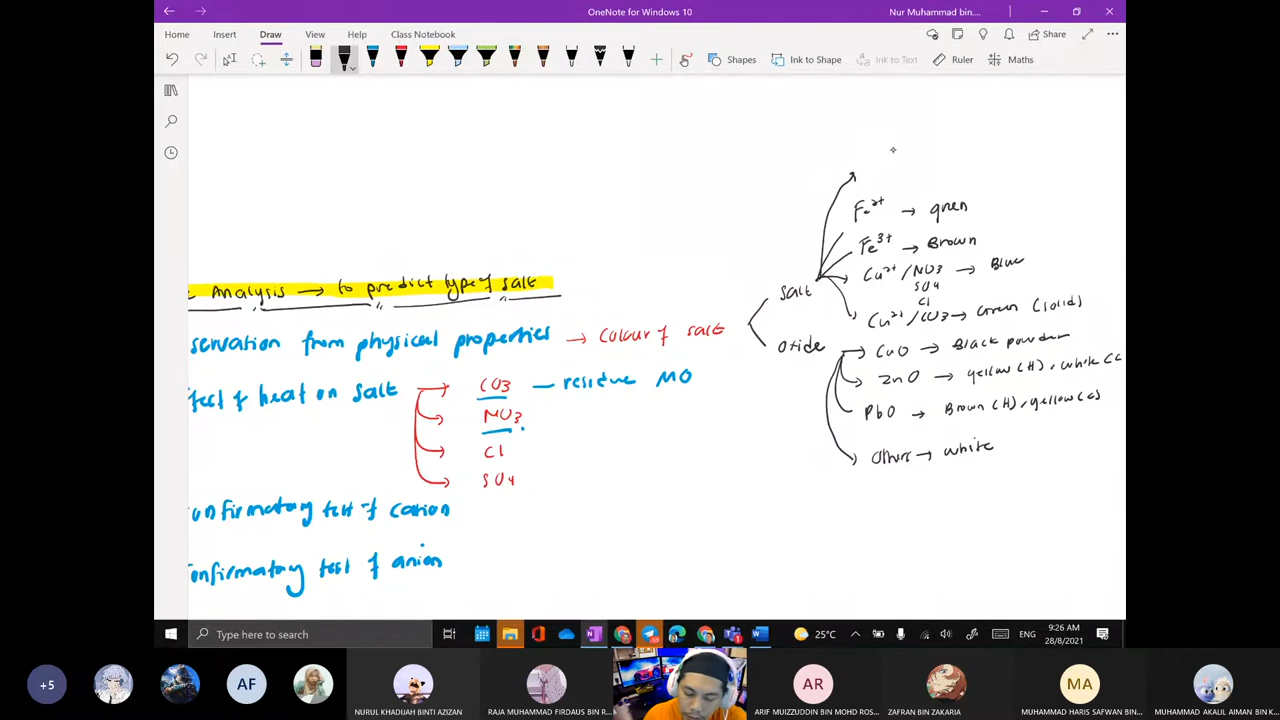 OneNote for Windows 10
Nur Muhammad bin....
Home Insert Draw View Help Class Notebook
Share
Shapes Ink to Shape Ink to Text Ruler Maths
Fe2+ → green
Fe3+ → Brown
Cu2+ / NO3 → Blue
SO4
Cl
Cu2+ / CO3 → Green (solid)
Salt
Oxide
CuO → Black powder
ZnO → yellow (H), white (C
PbO → Brown (H), yellow (C)
Others → white
Analysis → to predict type of salt
servation from physical properties → Colour of salt
ffect of heat on salt
CO3 — residue MO
NO3
Cl
SO4
onfirmatory test of cation
onfirmatory test of anion
Type here to search
25°C
ENG
9:26 AM
28/8/2021
+5
AF
NURUL KHADIJAH BINTI AZIZAN
RAJA MUHAMMAD FIRDAUS BIN R...
AR
ARIF MUIZZUDDIN BIN MOHD ROS...
ZAFRAN BIN ZAKARIA
MA
MUHAMMAD HARIS SAFWAN BIN...
MUHAMMAD AKALIL AIMAN BIN K...